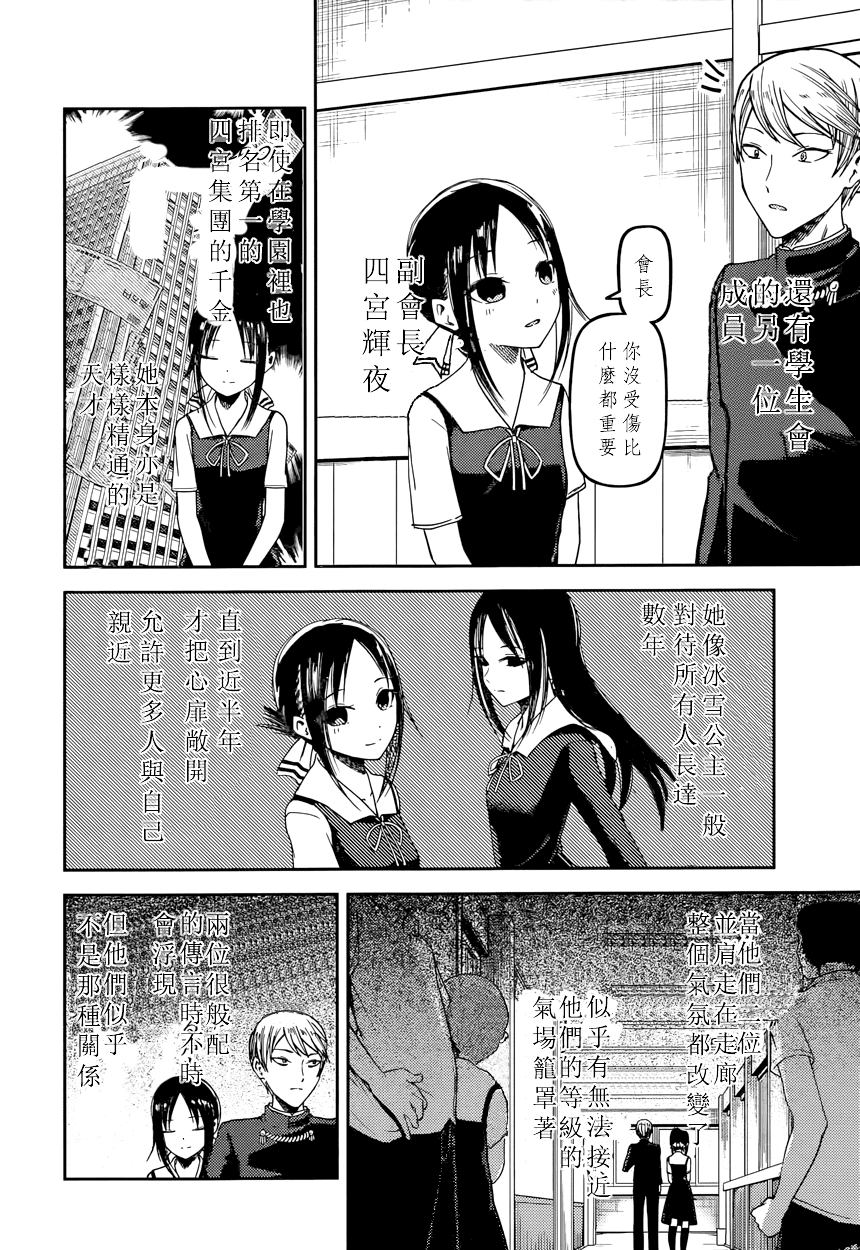 還有學生會
的另一位
成員
會長
你沒受傷比
什麼都重要
副會長
四宮輝夜
即使在學園裡也
排名第一的
四宮集團的千金
她本身亦是
樣樣精通的
天才
她像冰雪公主一般
對待所有人長達
數年
直到近半年
才把心扉敞開
允許更多人與自己
親近
當他們一位
並肩走在走廊
整個氣氛都改變了
似乎有無法接近
他們的等級的
氣場籠罩著
兩位很般配
的傳言時不時
會浮現
但他們似乎
不是那種關係